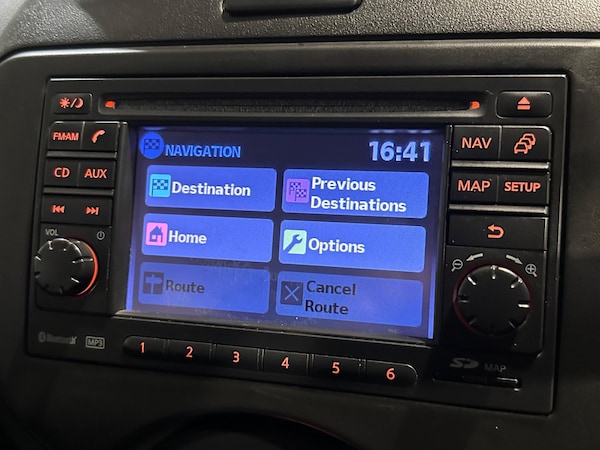 FM·AM
CD AUX
VOL
Bluetooth MP3
NAVIGATION 16:41
Destination
Previous
Destinations
Home
Options
Route
Cancel
Route
NAV
MAP SETUP
1 2 3 4 5 6
SD MAP